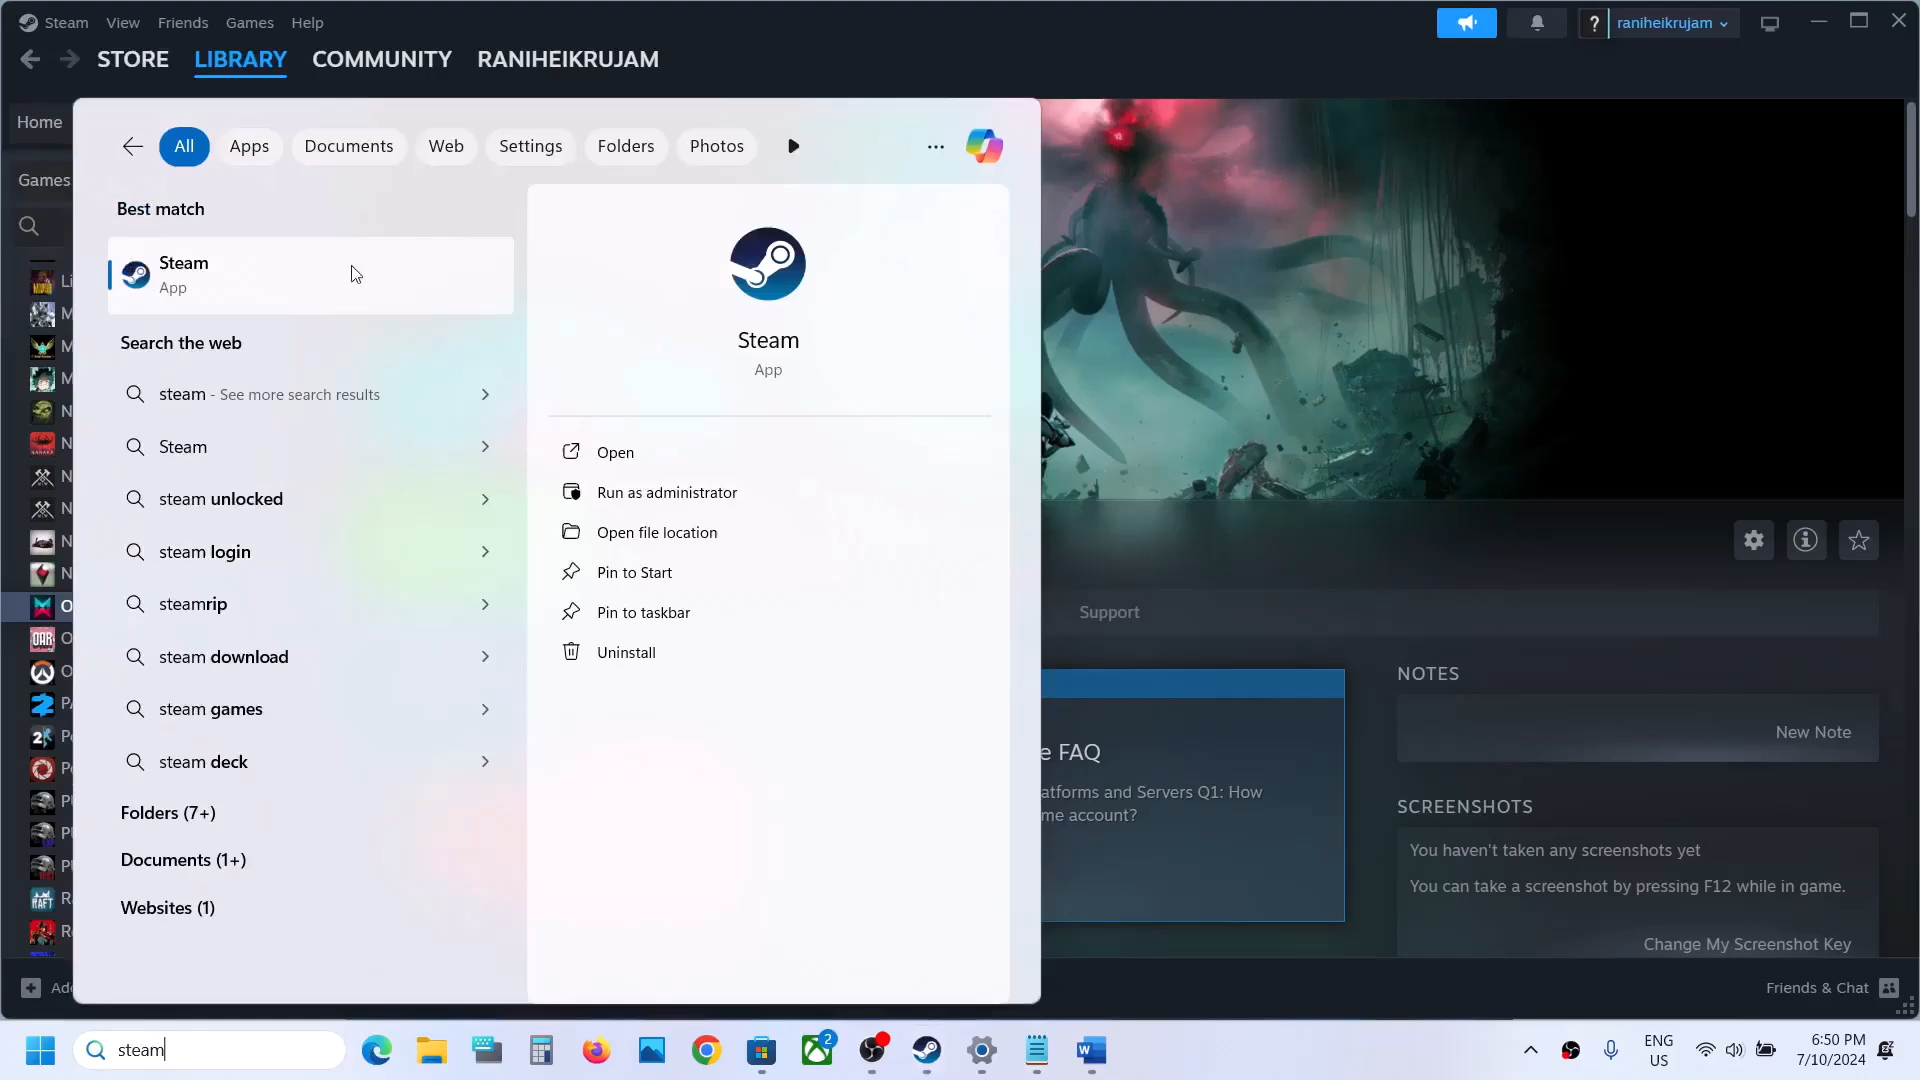 Steam View Friends Games Help
? raniheikrujam
STORE LIBRARY COMMUNITY RANIHEIKRUJAM
Home
Games
All Apps Documents Web Settings Folders Photos
Best match
Steam
App
Search the web
steam - See more search results
Steam
steam unlocked
steam login
steamrip
steam download
steam games
steam deck
Folders (7+)
Documents (1+)
Websites (1)
Steam
App
Open
Run as administrator
Open file location
Pin to Start
Pin to taskbar
Uninstall
Support
NOTES
New Note
e FAQ
atforms and Servers Q1: How
me account?
SCREENSHOTS
You haven't taken any screenshots yet
You can take a screenshot by pressing F12 while in game.
Change My Screenshot Key
Friends & Chat
steam
2
ENG
US
6:50 PM
7/10/2024